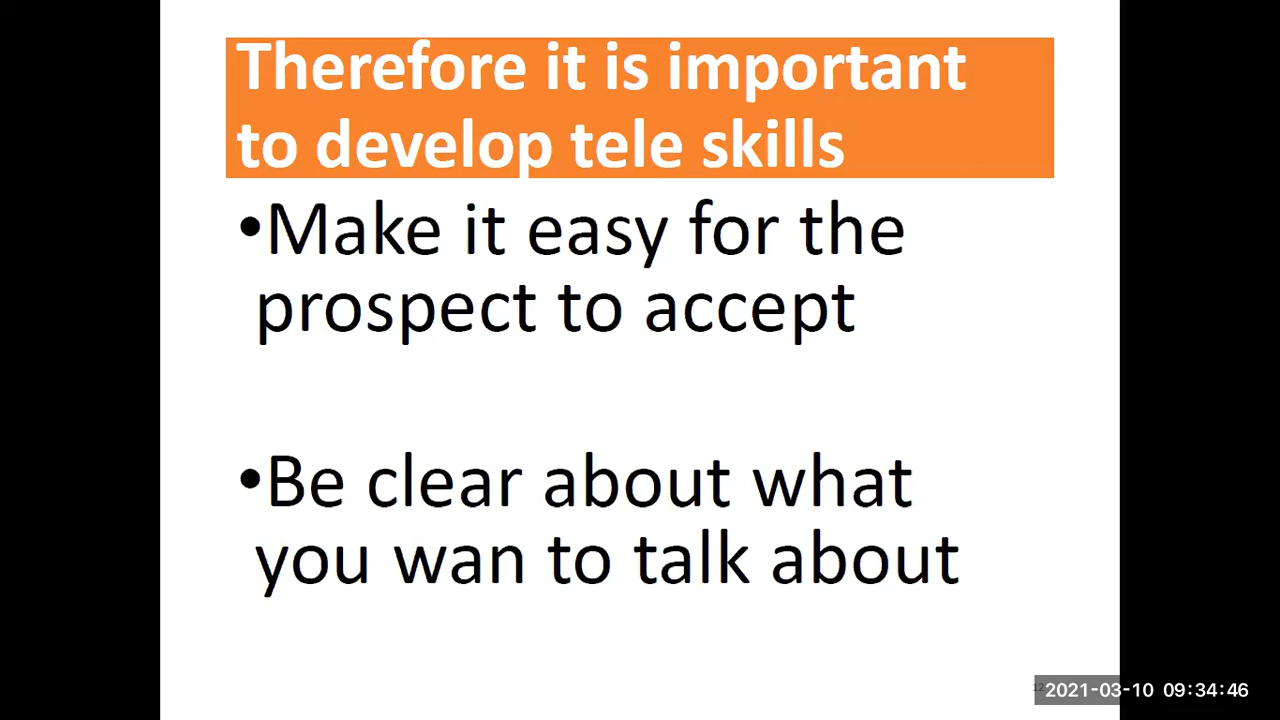 Therefore it is important
to develop tele skills
•Make it easy for the
prospect to accept
•Be clear about what
you wan to talk about
2021-03-10 09:34:46